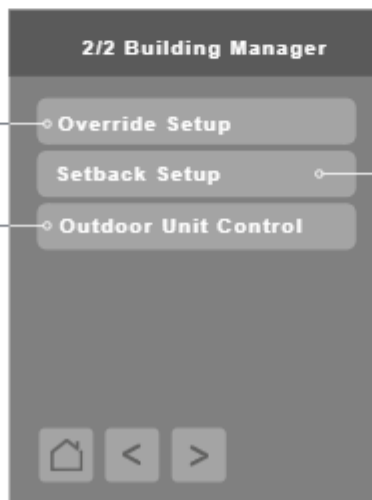 2/2 Building Manager
Override Setup
Setback Setup
Outdoor Unit Control
< >